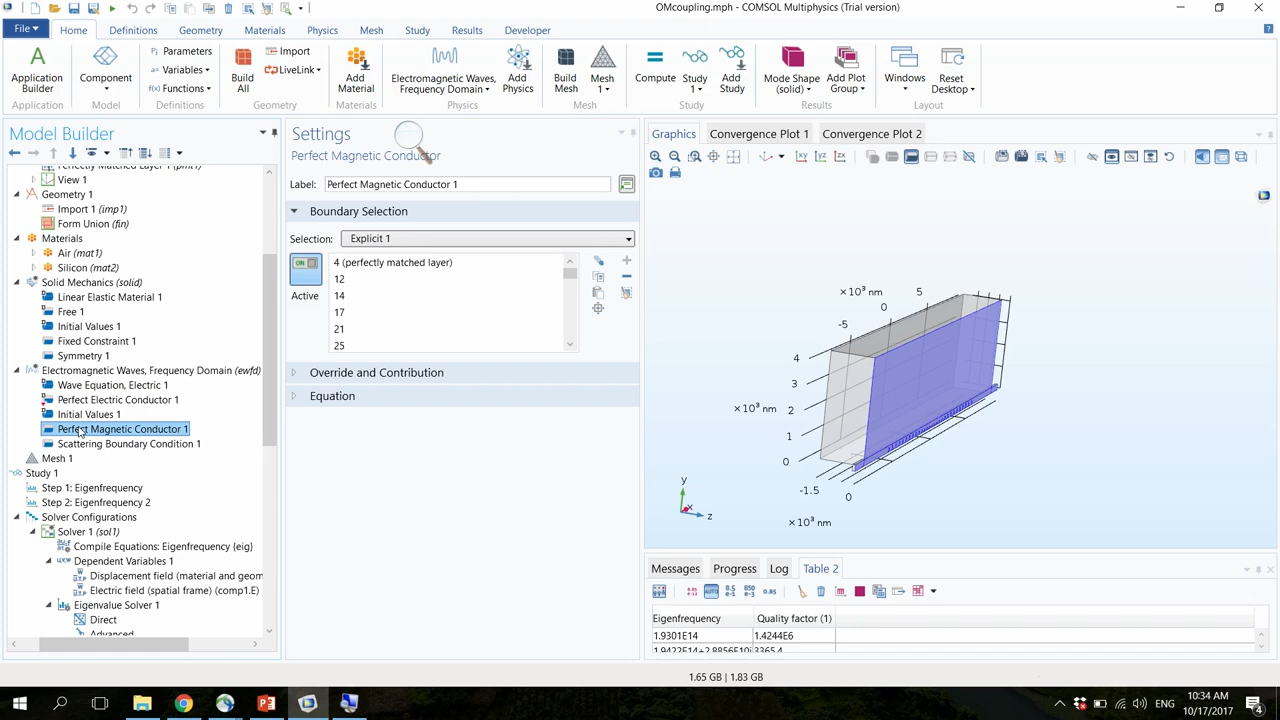 OMcoupling.mph - COMSOL Multiphysics (Trial version)
File
Home
Definitions
Geometry
Materials
Physics
Mesh
Study
Results
Developer
Application Builder
Component
Parameters
Variables
Functions
Build All
Import
LiveLink
Add Material
Electromagnetic Waves, Frequency Domain
Add Physics
Build Mesh
Mesh 1
Compute
Study 1
Add Study
Mode Shape (solid)
Add Plot Group
Windows
Reset Desktop
Application
Model
Definitions
Geometry
Materials
Physics
Mesh
Study
Results
Layout
Model Builder
View 1
Geometry 1
Import 1 (imp1)
Form Union (fin)
Materials
Air (mat1)
Silicon (mat2)
Solid Mechanics (solid)
Linear Elastic Material 1
Free 1
Initial Values 1
Fixed Constraint 1
Symmetry 1
Electromagnetic Waves, Frequency Domain (ewfd)
Wave Equation, Electric 1
Perfect Electric Conductor 1
Initial Values 1
Perfect Magnetic Conductor 1
Scattering Boundary Condition 1
Mesh 1
Study 1
Step 1: Eigenfrequency
Step 2: Eigenfrequency 2
Solver Configurations
Solver 1 (sol1)
Compile Equations: Eigenfrequency (eig)
Dependent Variables 1
Displacement field (material and geom
Electric field (spatial frame) (comp1.E)
Eigenvalue Solver 1
Direct
Advanced
Settings
Perfect Magnetic Conductor
Label: Perfect Magnetic Conductor 1
Boundary Selection
Selection: Explicit 1
ON
Active
4 (perfectly matched layer)
12
14
17
21
25
Override and Contribution
Equation
Graphics
Convergence Plot 1
Convergence Plot 2
×10³ nm
5
0
-5
4
3
×10³ nm
2
1
0
-1.5
0
×10³ nm
y
x
z
Messages
Progress
Log
Table 2
Eigenfrequency
Quality factor (1)
1.9301E14
1.4244E6
3365.4
1.65 GB | 1.83 GB
ENG
10:34 AM
10/17/2017